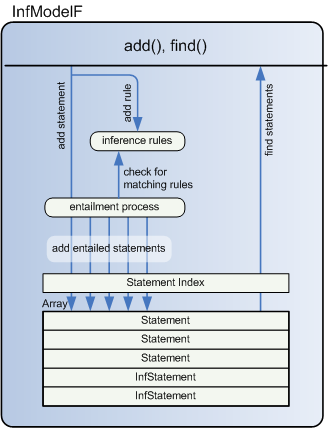 InfModelF
add(), find()
add statement
add rule
find statements
inference rules
check for
matching rules
entailment process
add entailed statements
Statement Index
Array
Statement
Statement
Statement
InfStatement
InfStatement